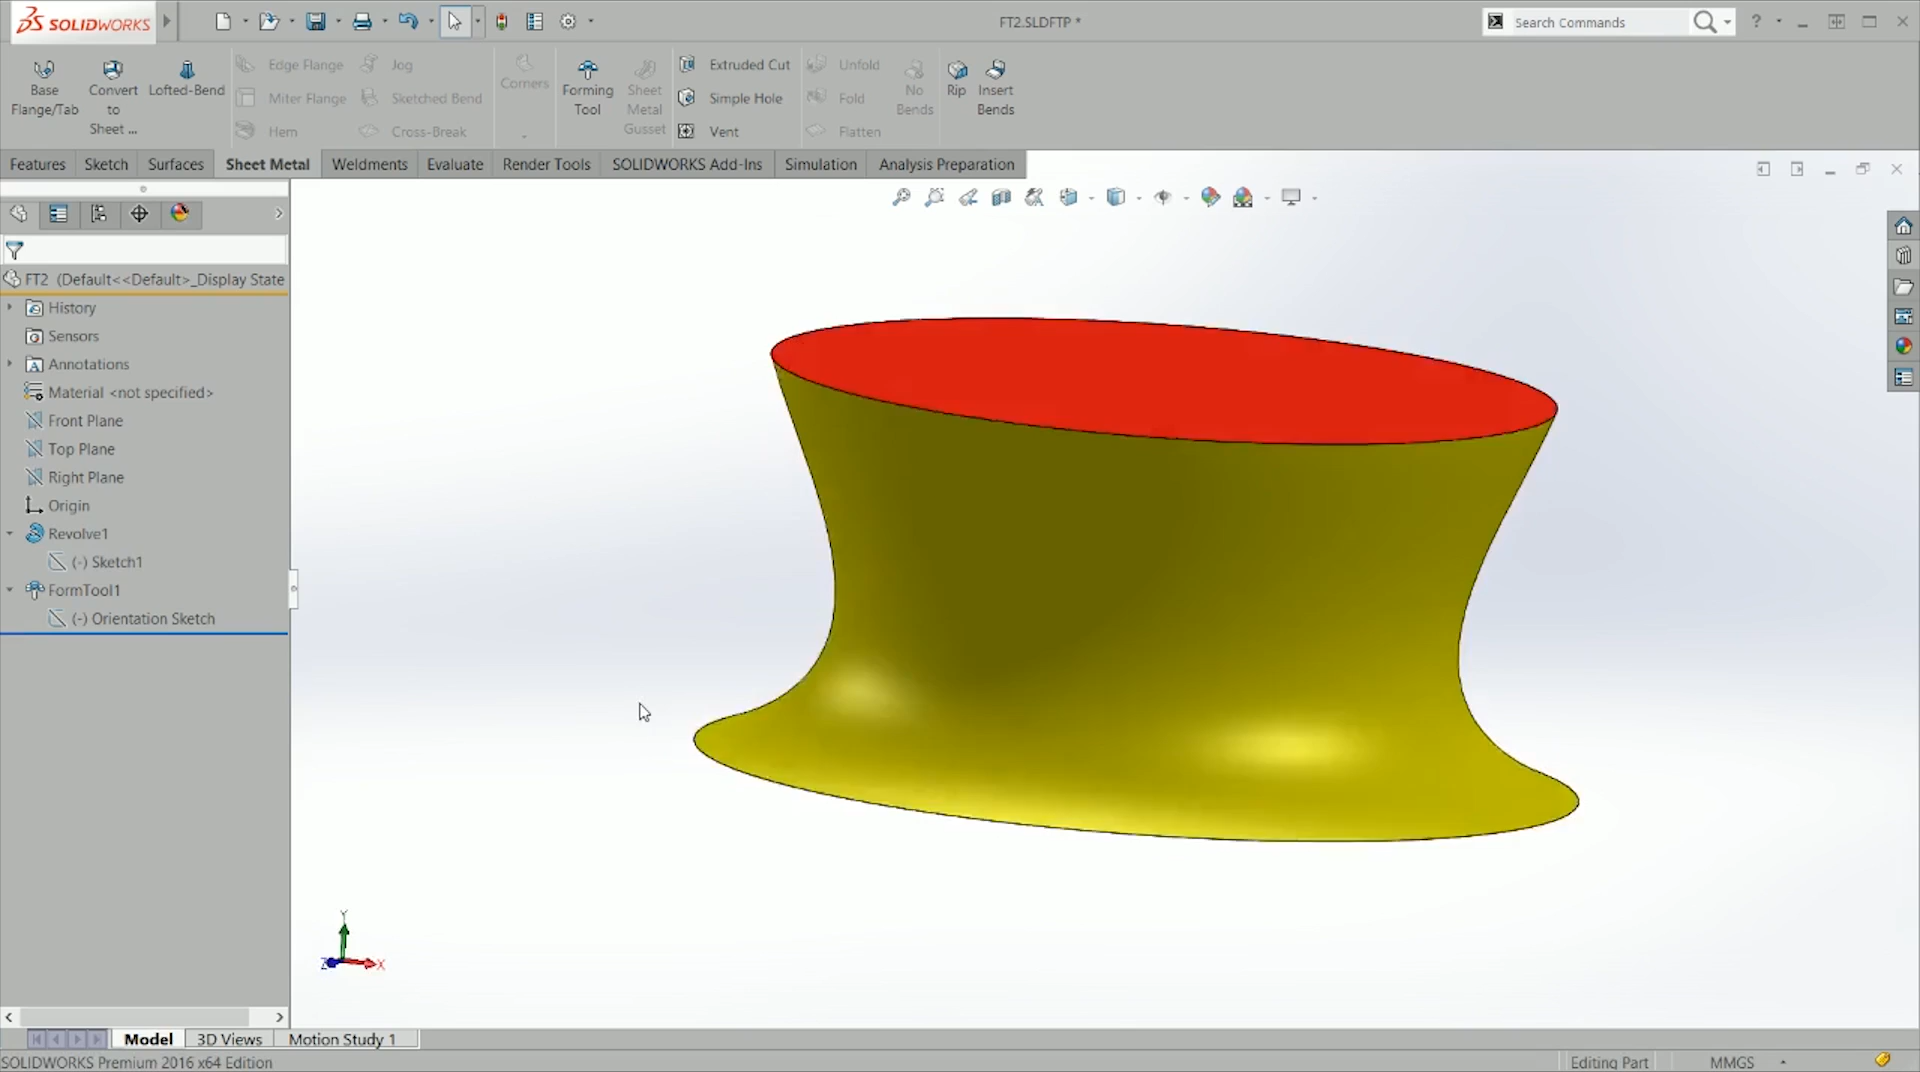 SOLIDWORKS
FT2.SLDFTP *
Search Commands
?
Base Flange/Tab
Convert to Sheet ...
Lofted-Bend
Edge Flange
Miter Flange
Hem
Jog
Sketched Bend
Cross-Break
Corners
Forming Tool
Sheet Metal Gusset
Extruded Cut
Simple Hole
Vent
Unfold
Fold
Flatten
No Bends
Rip
Insert Bends
Features Sketch Surfaces Sheet Metal Weldments Evaluate Render Tools SOLIDWORKS Add-Ins Simulation Analysis Preparation
FT2 (Default<<Default>_Display State
History
Sensors
Annotations
Material <not specified>
Front Plane
Top Plane
Right Plane
Origin
Revolve1
(-) Sketch1
FormTool1
(-) Orientation Sketch
Y
Z
X
Model 3D Views Motion Study 1
SOLIDWORKS Premium 2016 x64 Edition
Editing Part
MMGS